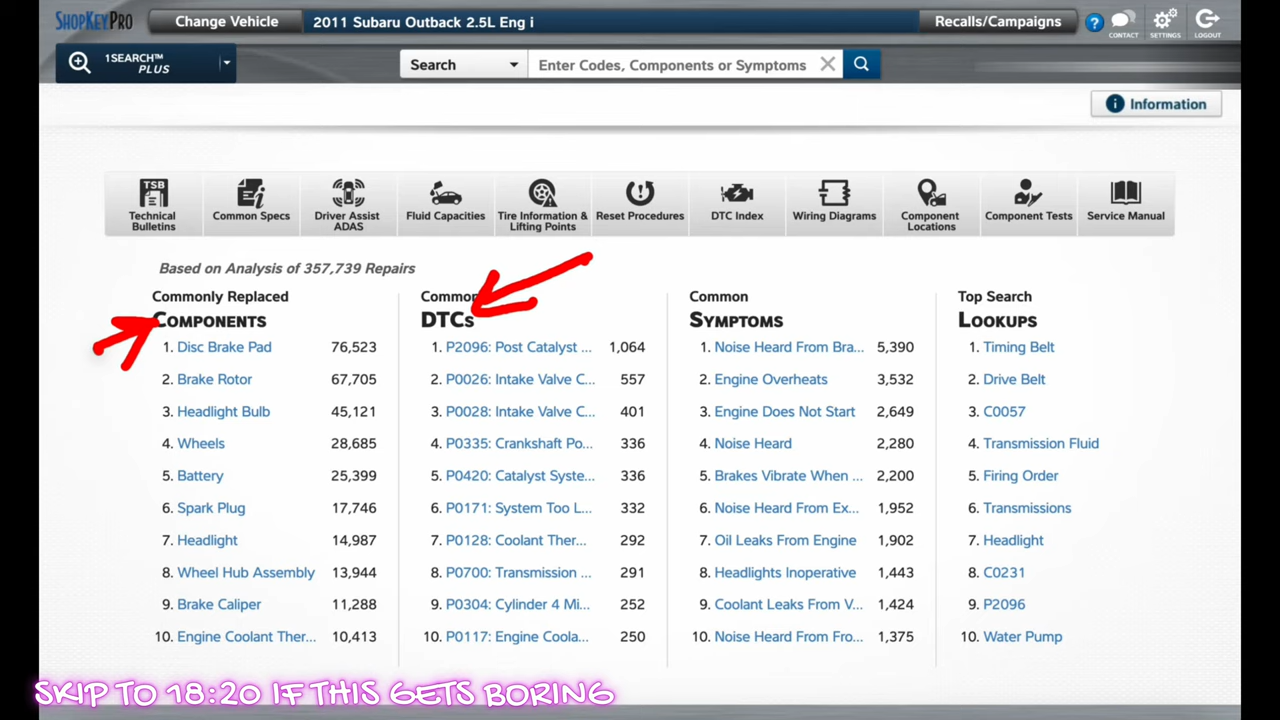 SHOPKEYPRO
Change Vehicle
2011 Subaru Outback 2.5L Eng i
Recalls/Campaigns
?
CONTACT
SETTINGS
LOGOUT
1SEARCH™
PLUS
Search
Enter Codes, Components or Symptoms
i Information
TSB
Technical
Bulletins
Common Specs
Driver Assist
ADAS
Fluid Capacities
Tire Information &
Lifting Points
Reset Procedures
DTC Index
Wiring Diagrams
Component
Locations
Component Tests
Service Manual
Based on Analysis of 357,739 Repairs
Commonly Replaced
COMPONENTS
1. Disc Brake Pad 76,523
2. Brake Rotor 67,705
3. Headlight Bulb 45,121
4. Wheels 28,685
5. Battery 25,399
6. Spark Plug 17,746
7. Headlight 14,987
8. Wheel Hub Assembly 13,944
9. Brake Caliper 11,288
10. Engine Coolant Ther... 10,413
Common
DTCs
1. P2096: Post Catalyst ... 1,064
2. P0026: Intake Valve C... 557
3. P0028: Intake Valve C... 401
4. P0335: Crankshaft Po... 336
5. P0420: Catalyst Syste... 336
6. P0171: System Too L... 332
7. P0128: Coolant Ther... 292
8. P0700: Transmission ... 291
9. P0304: Cylinder 4 Mi... 252
10. P0117: Engine Coola... 250
Common
SYMPTOMS
1. Noise Heard From Bra... 5,390
2. Engine Overheats 3,532
3. Engine Does Not Start 2,649
4. Noise Heard 2,280
5. Brakes Vibrate When ... 2,200
6. Noise Heard From Ex... 1,952
7. Oil Leaks From Engine 1,902
8. Headlights Inoperative 1,443
9. Coolant Leaks From V... 1,424
10. Noise Heard From Fro... 1,375
Top Search
LOOKUPS
1. Timing Belt
2. Drive Belt
3. C0057
4. Transmission Fluid
5. Firing Order
6. Transmissions
7. Headlight
8. C0231
9. P2096
10. Water Pump
SKIP TO 18:20 IF THIS GETS BORING